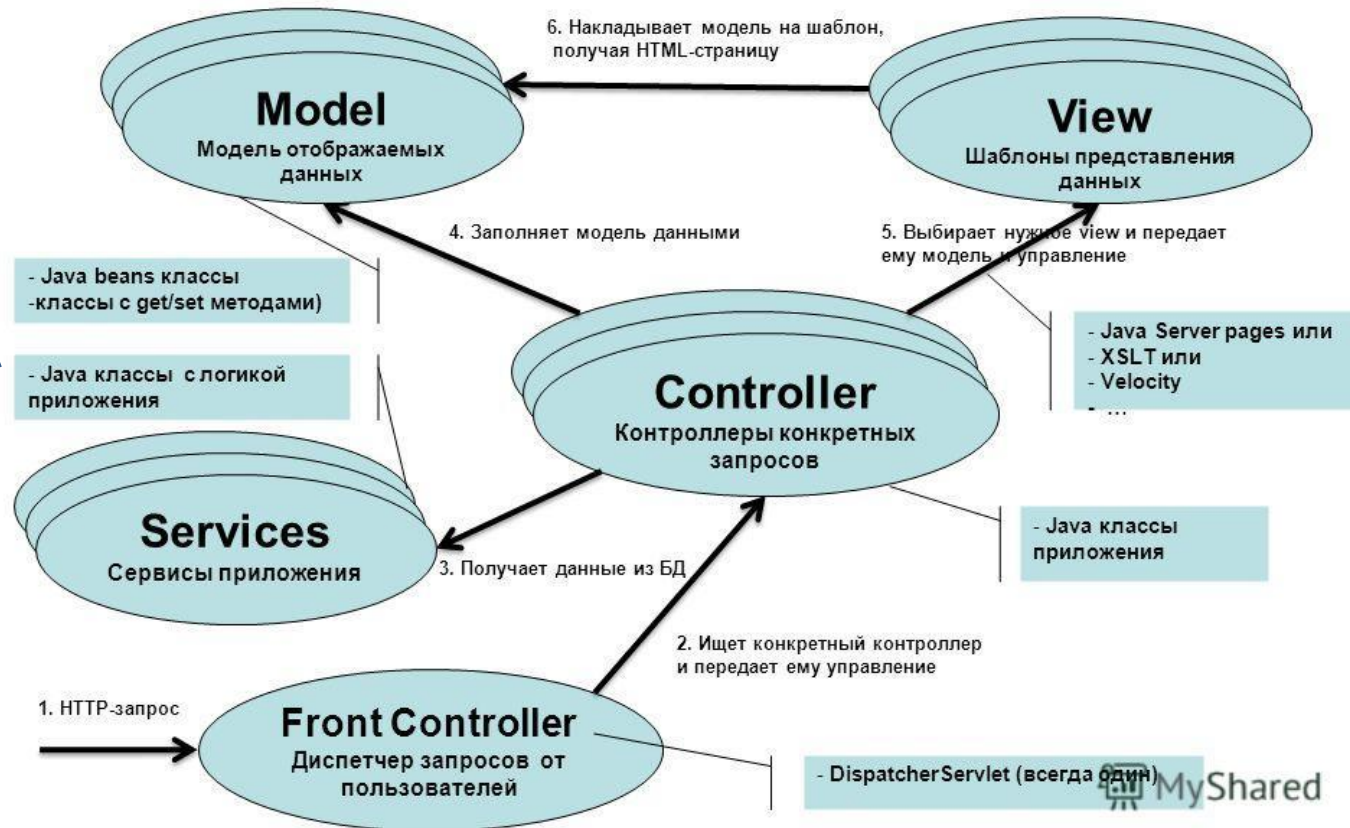 6. Накладывает модель на шаблон,
получая HTML-страницу
Model
Модель отображаемых
данных
View
Шаблоны представления
данных
4. Заполняет модель данными
5. Выбирает нужное view и передает
ему модель и управление
- Java beans классы
-классы с get/set методами)
- Java Server pages или
- XSLT или
- Velocity
- ...
- Java классы с логикой
приложения
Controller
Контроллеры конкретных
запросов
Services
Сервисы приложения
- Java классы
приложения
3. Получает данные из БД
2. Ищет конкретный контроллер
и передает ему управление
1. HTTP-запрос
Front Controller
Диспетчер запросов от
пользователей
- DispatcherServlet (всегда один)
MyShared